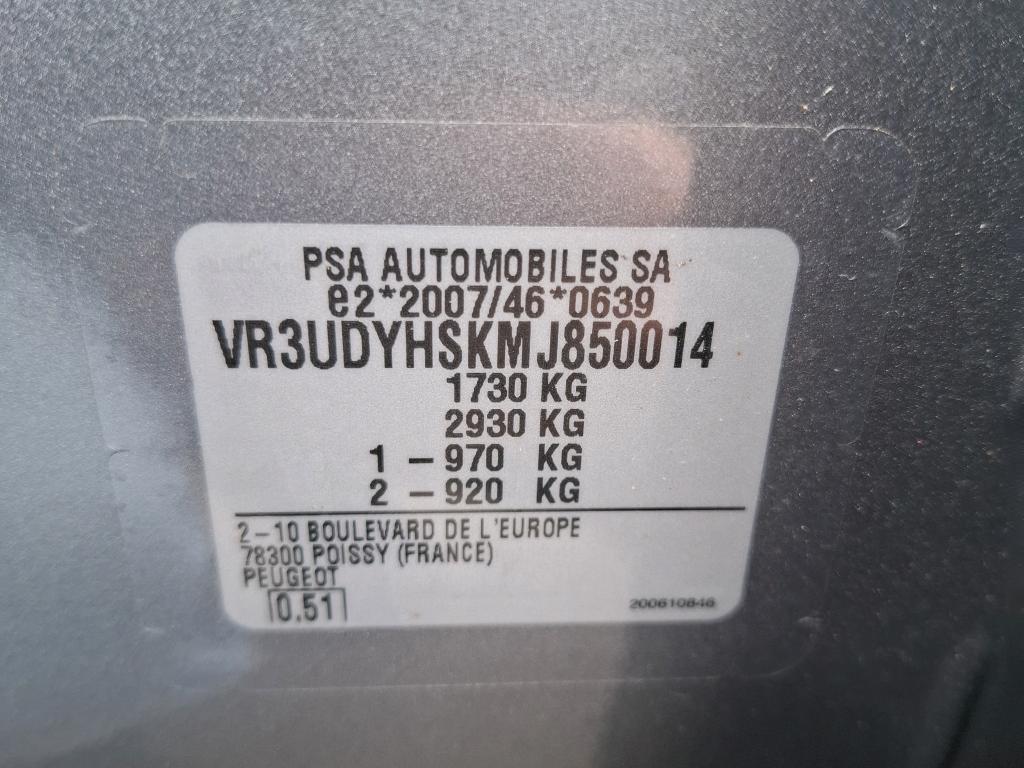 PSA AUTOMOBILES SA
e2*2007/46*0639
VR3UDYHSKMJ850014
1730 KG
2930 KG
1 – 970 KG
2 – 920 KG
2–10 BOULEVARD DE L'EUROPE
78300 POISSY (FRANCE)
PEUGEOT
0.51
200610846